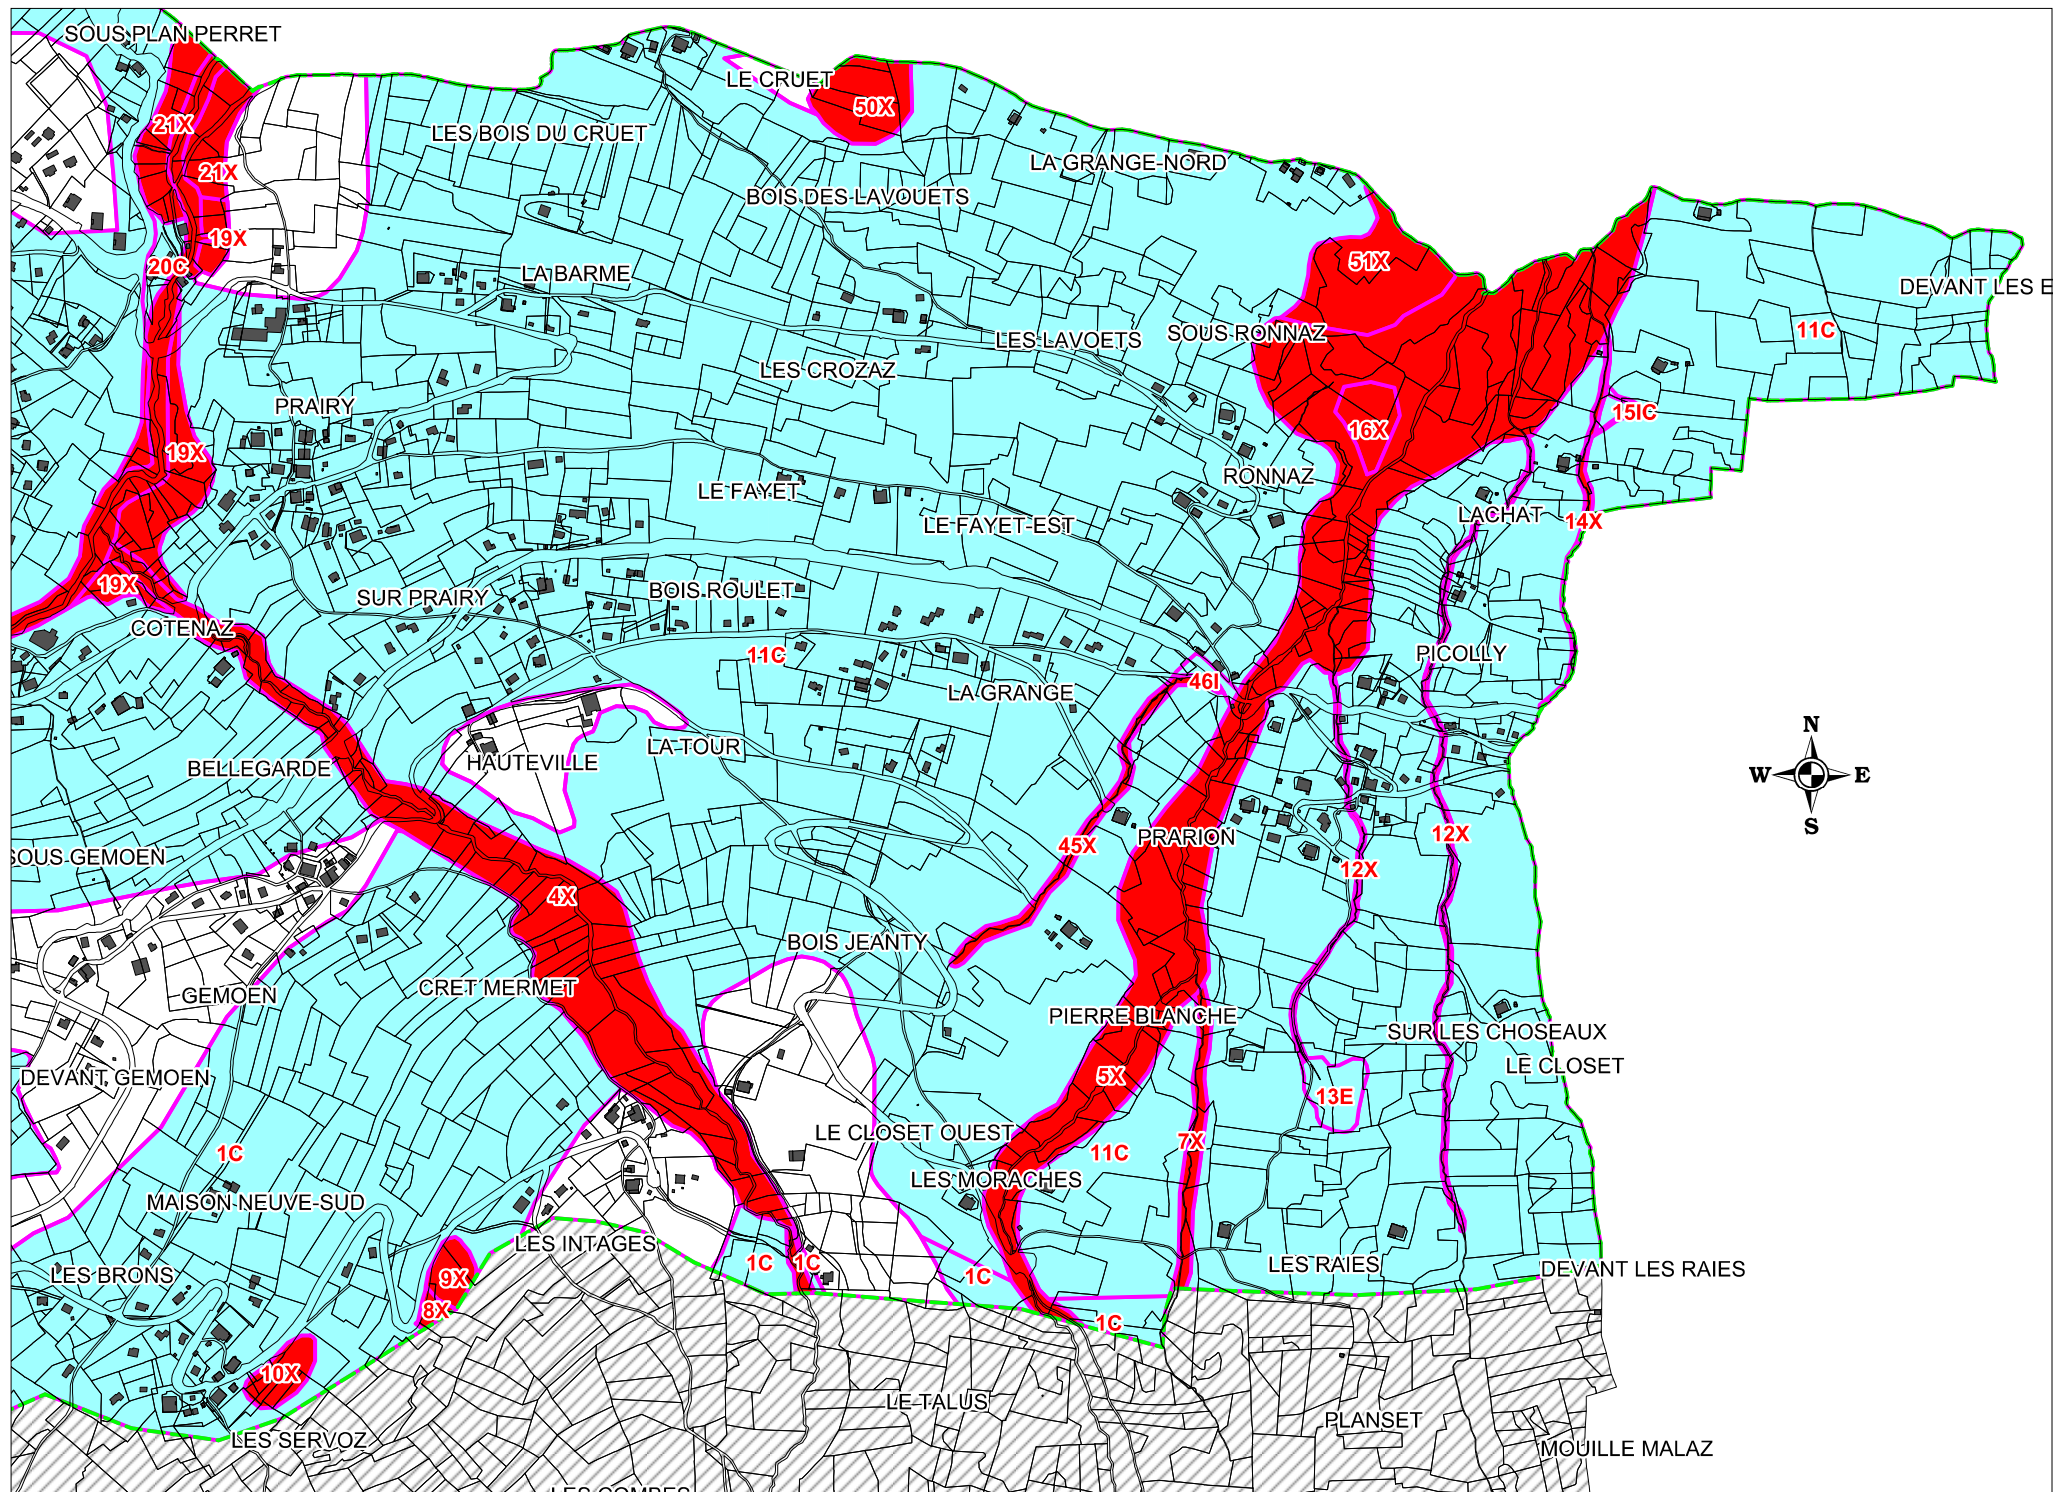 SOUS PLAN PERRET
LE CRUET
50X
21X
LES BOIS DU CRUET
LA GRANGE-NORD
21X
BOIS DES LAVOUETS
19X
51X
20C
LA BARME
DEVANT LES E
11C
SOUS RONNAZ
LES LAVOETS
LES CROZAZ
PRAIRY
15IC
16X
19X
RONNAZ
LE FAYET
LACHAT
14X
LE FAYET-EST
19X
BOIS ROULET
SUR PRAIRY
COTENAZ
11C
PICOLLY
46I
LA GRANGE
N
LA TOUR
HAUTEVILLE
BELLEGARDE
W
E
S
12X
PRARION
45X
SOUS GEMOEN
12X
4X
BOIS JEANTY
CRET MERMET
GEMOEN
PIERRE BLANCHE
SUR LES CHOSEAUX
LE CLOSET
5X
DEVANT GEMOEN
13E
LE CLOSET OUEST
7X
1C
11C
LES MORACHES
MAISON NEUVE-SUD
LES INTAGES
1C
1C
LES RAIES
DEVANT LES RAIES
LES BRONS
9X
1C
8X
1C
10X
LE TALUS
PLANSET
LES SERVOZ
MOUILLE MALAZ
LES COMBES